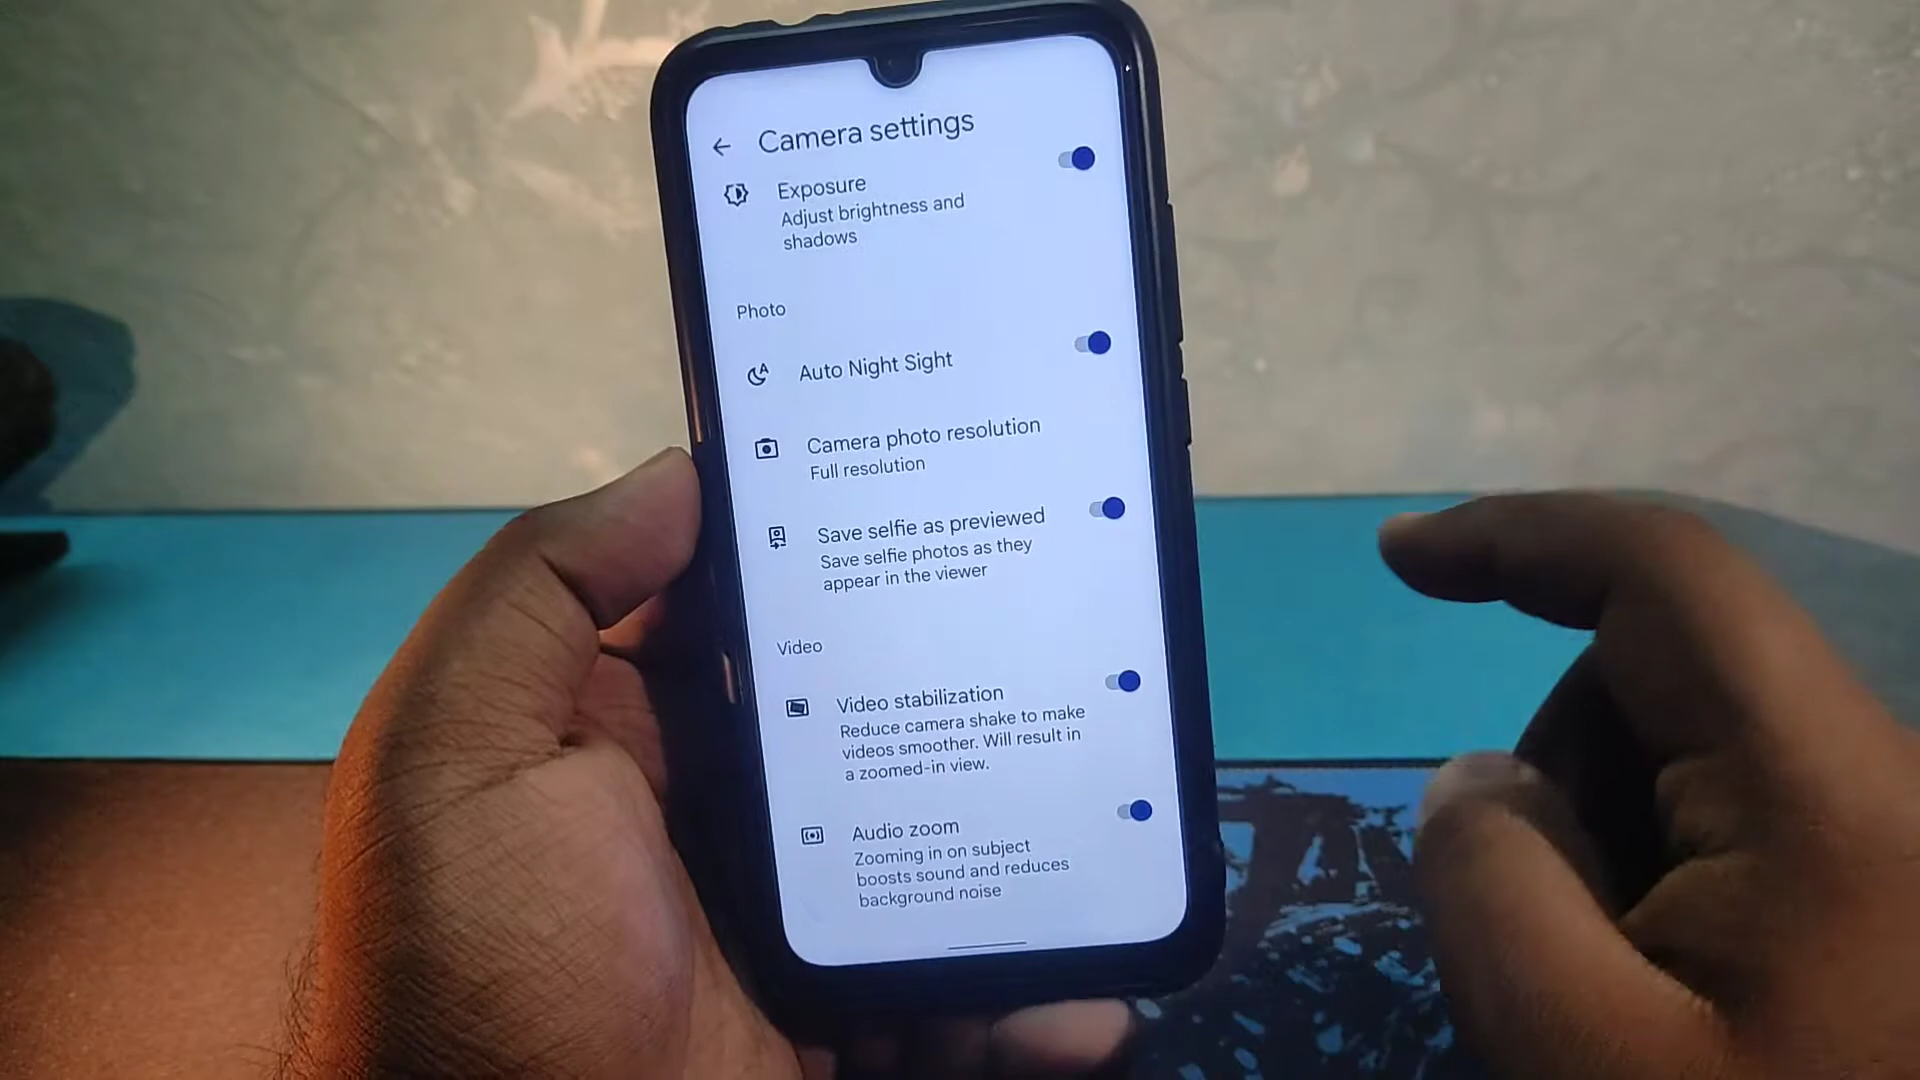 Camera settings
Exposure
Adjust brightness and
shadows
Photo
Auto Night Sight
Camera photo resolution
Full resolution
Save selfie as previewed
Save selfie photos as they
appear in the viewer
Video
Video stabilization
Reduce camera shake to make
videos smoother. Will result in
a zoomed-in view.
Audio zoom
Zooming in on subject
boosts sound and reduces
background noise